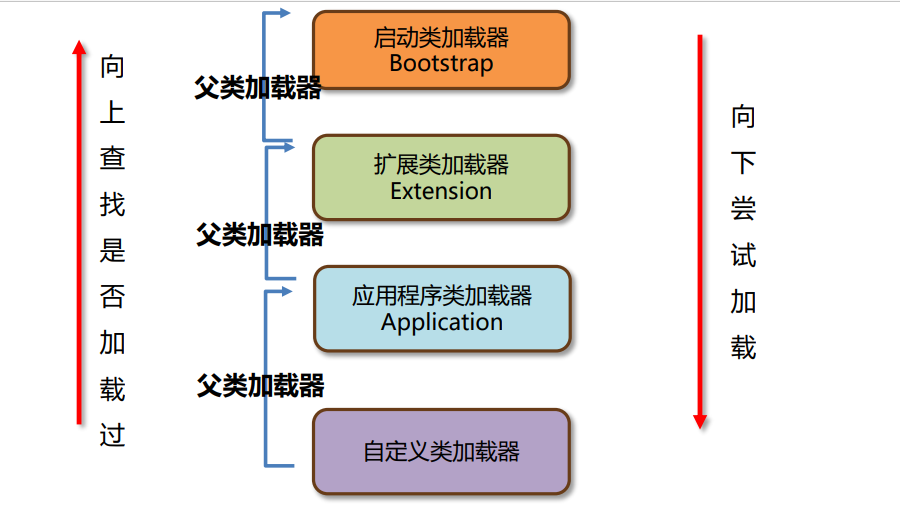 启动类加载器
Bootstrap
父类加载器
扩展类加载器
Extension
父类加载器
应用程序类加载器
Application
父类加载器
自定义类加载器
向上查找是否加载过
向下尝试加载